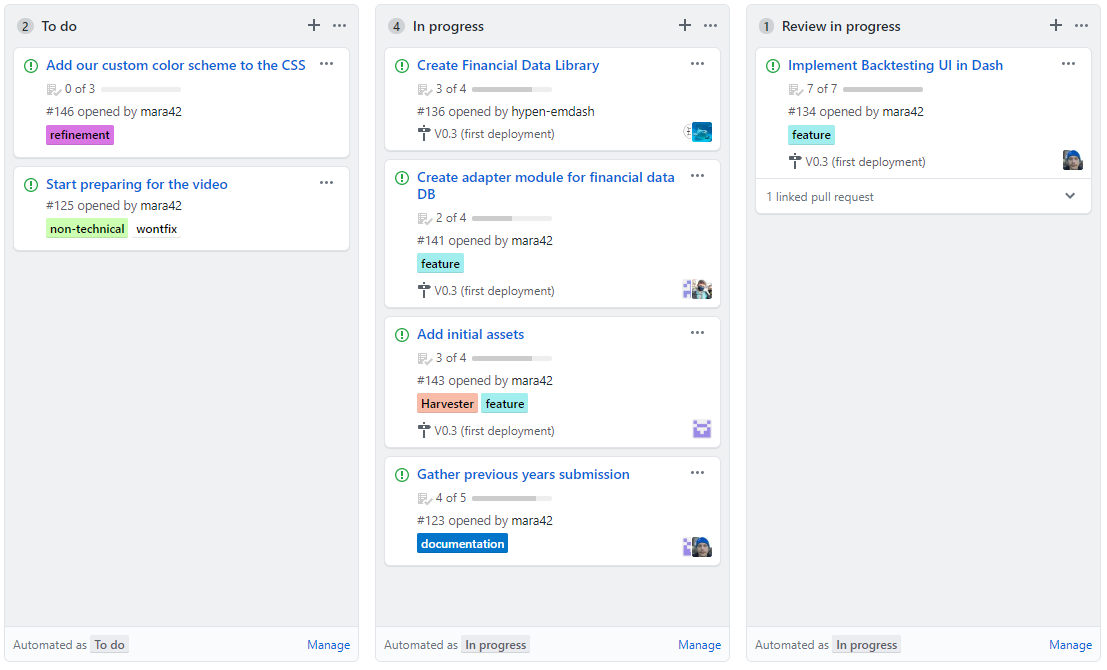 2 To do
Add our custom color scheme to the CSS
0 of 3
#146 opened by mara42
refinement
Start preparing for the video
#125 opened by mara42
non-technical wontfix
Automated as To do Manage
4 In progress
Create Financial Data Library
3 of 4
#136 opened by hypen-emdash
V0.3 (first deployment)
Create adapter module for financial data
DB
2 of 4
#141 opened by mara42
feature
V0.3 (first deployment)
Add initial assets
3 of 4
#143 opened by mara42
Harvester feature
V0.3 (first deployment)
Gather previous years submission
4 of 5
#123 opened by mara42
documentation
Automated as In progress Manage
1 Review in progress
Implement Backtesting UI in Dash
7 of 7
#134 opened by mara42
feature
V0.3 (first deployment)
1 linked pull request
Automated as In progress Manage